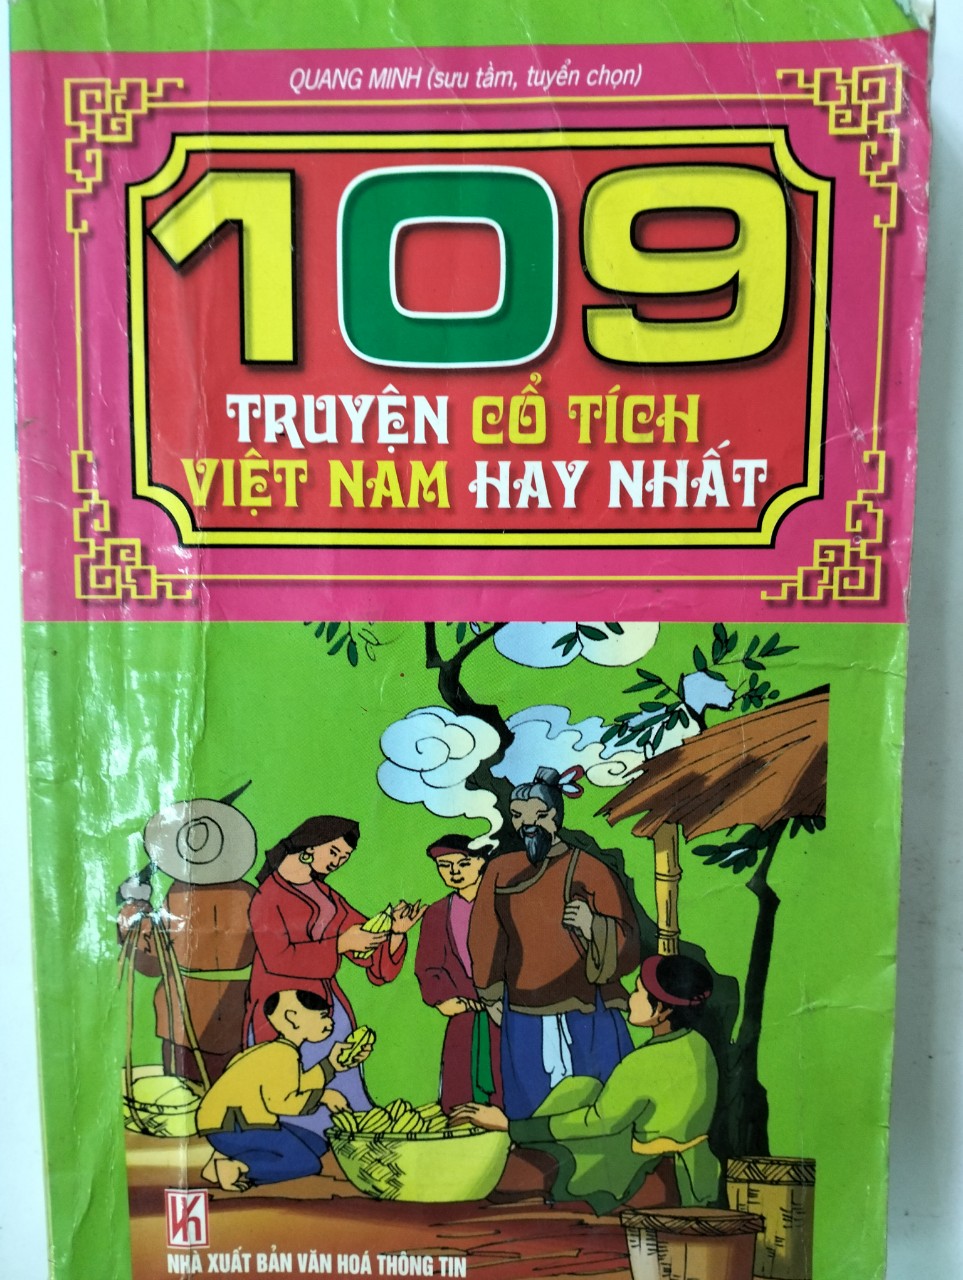 QUANG MINH (sưu tầm, tuyển chọn)
109
TRUYỆN CỔ TÍCH
VIỆT NAM HAY NHẤT
NHÀ XUẤT BẢN VĂN HOÁ THÔNG TIN